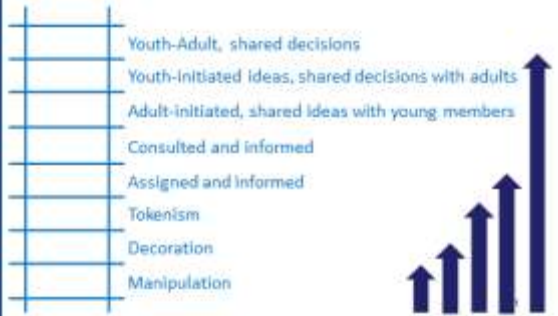 Youth-Adult, shared decisions
Youth-initiated ideas, shared decisions with adults
Adult-initiated, shared ideas with young members
Consulted and informed
Assigned and informed
Tokenism
Decoration
Manipulation